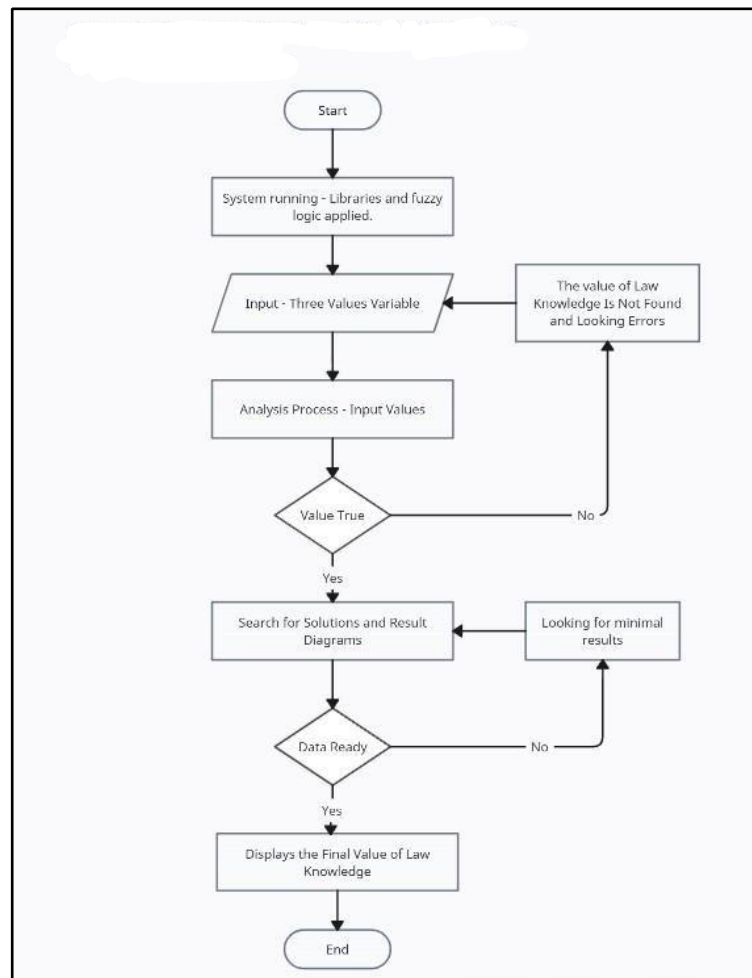 Start
System running - Libraries and fuzzy
logic applied.
Input - Three Values Variable
The value of Law
Knowledge Is Not Found
and Looking Errors
Analysis Process - Input Values
Value True
No
Yes
Search for Solutions and Result
Diagrams
Looking for minimal
results
Data Ready
No
Yes
Displays the Final Value of Law
Knowledge
End